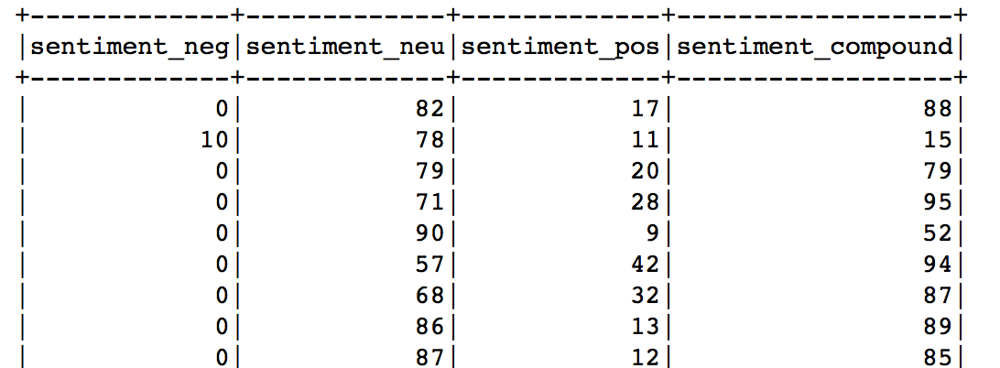 +-------------+-------------+-------------+------------------+
|sentiment_neg|sentiment_neu|sentiment_pos|sentiment_compound|
+-------------+-------------+-------------+------------------+
|            0|           82|           17|                88|
|           10|           78|           11|                15|
|            0|           79|           20|                79|
|            0|           71|           28|                95|
|            0|           90|            9|                52|
|            0|           57|           42|                94|
|            0|           68|           32|                87|
|            0|           86|           13|                89|
|            0|           87|           12|                85|